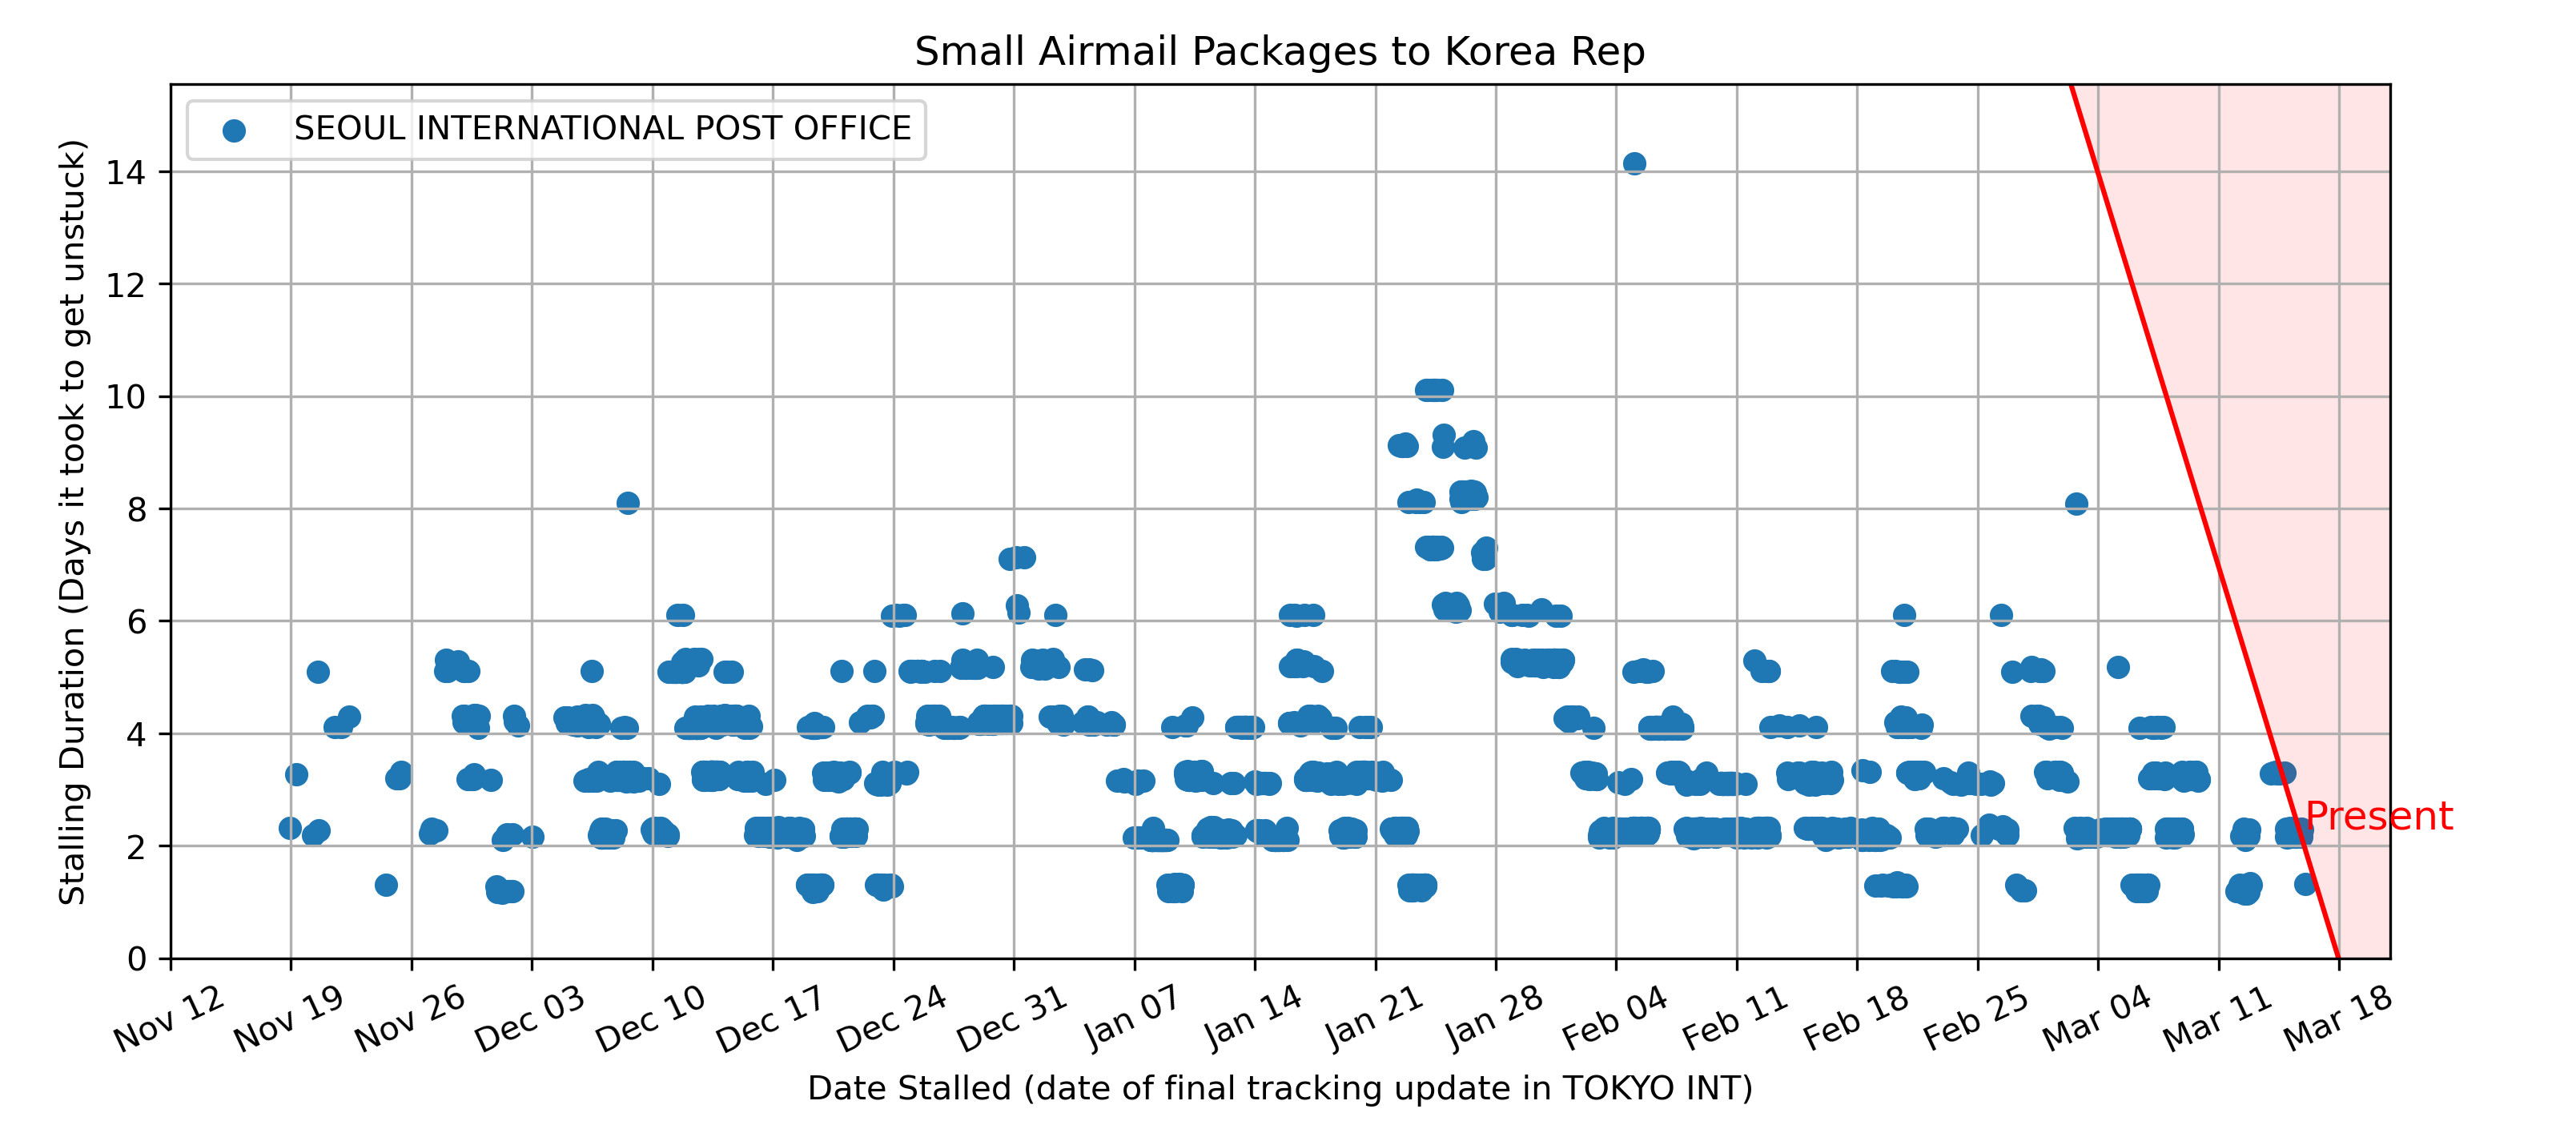 Small Airmail Packages to Korea Rep
SEOUL INTERNATIONAL POST OFFICE
Stalling Duration (Days it took to get unstuck)
14
12
10
8
6
4
2
0
Present
Nov 12
Nov 19
Nov 26
Dec 03
Dec 10
Dec 17
Dec 24
Dec 31
Jan 07
Jan 14
Jan 21
Jan 28
Feb 04
Feb 11
Feb 18
Feb 25
Mar 04
Mar 11
Mar 18
Date Stalled (date of final tracking update in TOKYO INT)